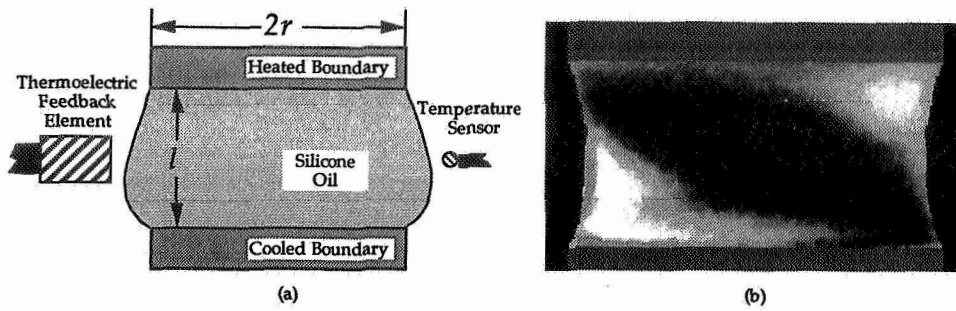 2r
Heated Boundary
Thermoelectric
Feedback
Element
Temperature
Sensor
l
Silicone
Oil
Cooled Boundary
(a)
(b)